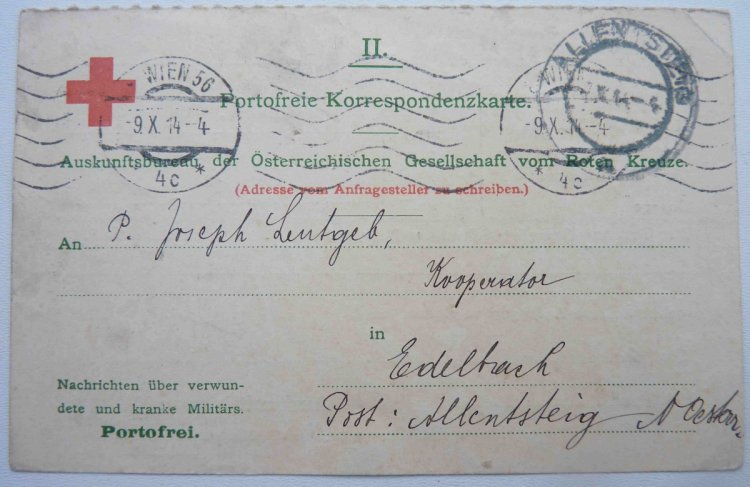 II.
WIEN 56
-9.X.14-4
* 4c *
ALLENTSTEIG
X 14-4
Portofreie Korrespondenzkarte.
Auskunftsbureau der Österreichischen Gesellschaft vom Roten Kreuze.
(Adresse vom Anfragesteller zu schreiben.)
-9.X.14-4
* 4c
An P. Joseph Leutgeb,
Kooperator
in
Edelbach
Post: Allentsteig N Oesterr.
Nachrichten über verwun-
dete und kranke Militärs.
Portofrei.